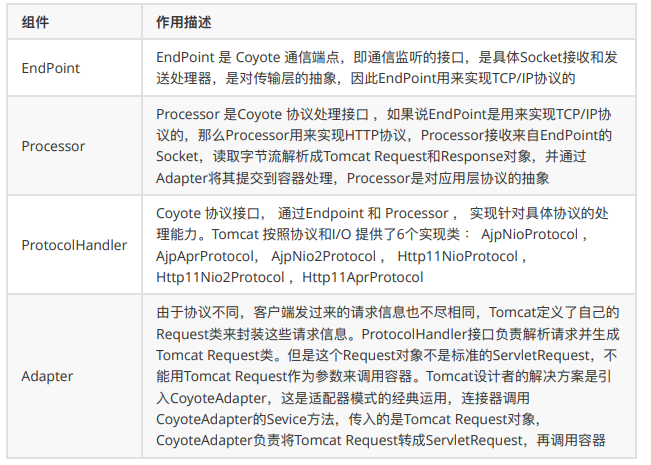 组件 作用描述
EndPoint
EndPoint 是 Coyote 通信端点，即通信监听的接口，是具体Socket接收和发
送处理器，是对传输层的抽象，因此EndPoint用来实现TCP/IP协议的
Processor
Processor 是Coyote 协议处理接口 ，如果说EndPoint是用来实现TCP/IP协
议的，那么Processor用来实现HTTP协议，Processor接收来自EndPoint的
Socket，读取字节流解析成Tomcat Request和Response对象，并通过
Adapter将其提交到容器处理，Processor是对应用层协议的抽象
ProtocolHandler
Coyote 协议接口， 通过Endpoint 和 Processor ， 实现针对具体协议的处
理能力。Tomcat 按照协议和I/O 提供了6个实现类 ： AjpNioProtocol ，
AjpAprProtocol， AjpNio2Protocol ， Http11NioProtocol ，
Http11Nio2Protocol ，Http11AprProtocol
Adapter
由于协议不同，客户端发过来的请求信息也不尽相同，Tomcat定义了自己的
Request类来封装这些请求信息。ProtocolHandler接口负责解析请求并生成
Tomcat Request类。但是这个Request对象不是标准的ServletRequest，不
能用Tomcat Request作为参数来调用容器。Tomcat设计者的解决方案是引
入CoyoteAdapter，这是适配器模式的经典运用，连接器调用
CoyoteAdapter的Sevice方法，传入的是Tomcat Request对象，
CoyoteAdapter负责将Tomcat Request转成ServletRequest，再调用容器